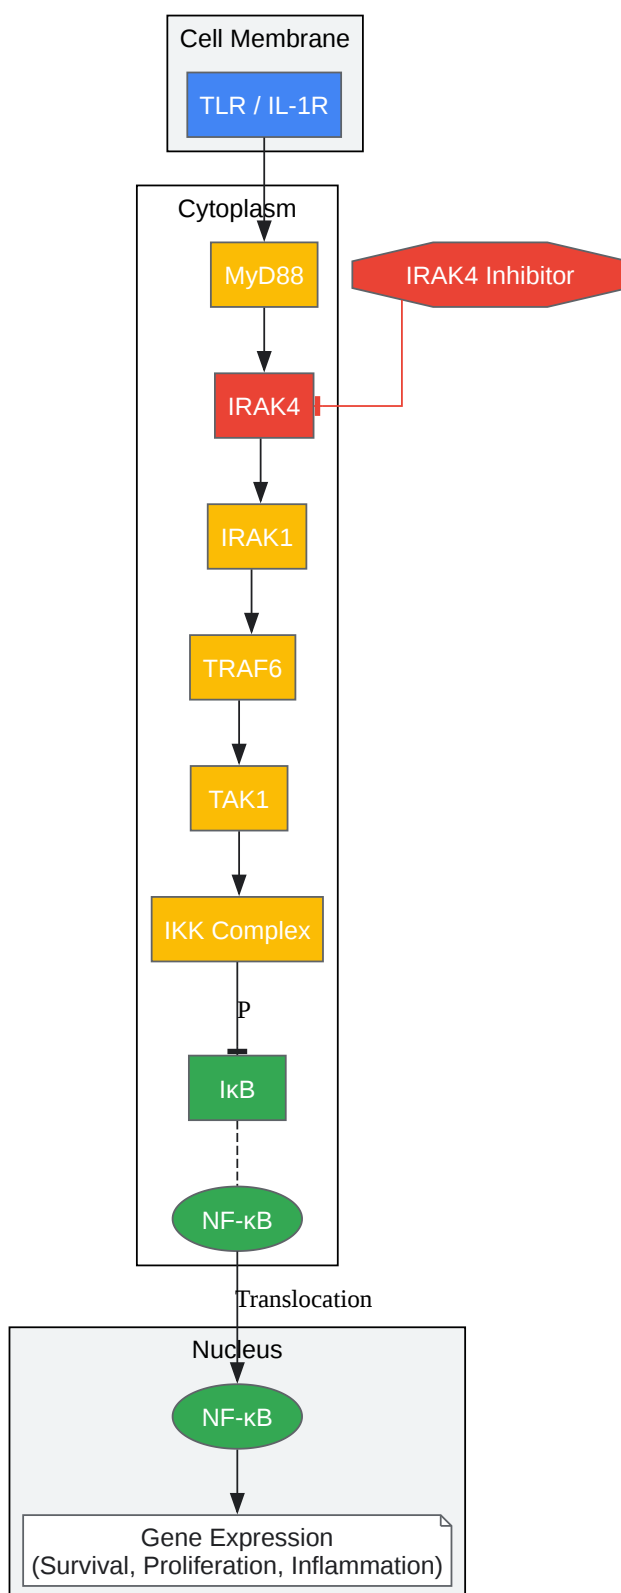 Cell Membrane
TLR / IL-1R
Cytoplasm
MyD88
IRAK4 Inhibitor
IRAK4
IRAK1
TRAF6
TAK1
IKK Complex
P
IκB
NF-κB
Translocation
Nucleus
NF-κB
Gene Expression
(Survival, Proliferation, Inflammation)